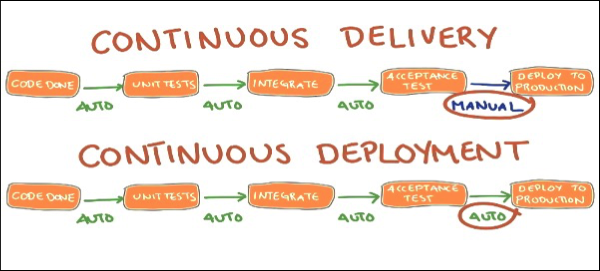 CONTINUOUS DELIVERY
CODE DONE UNIT TESTS INTEGRATE ACCEPTANCE TEST DEPLOY TO PRODUCTION
AUTO AUTO AUTO MANUAL
CONTINUOUS DEPLOYMENT
CODE DONE UNIT TESTS INTEGRATE ACCEPTANCE TEST DEPLOY TO PRODUCTION
AUTO AUTO AUTO AUTO